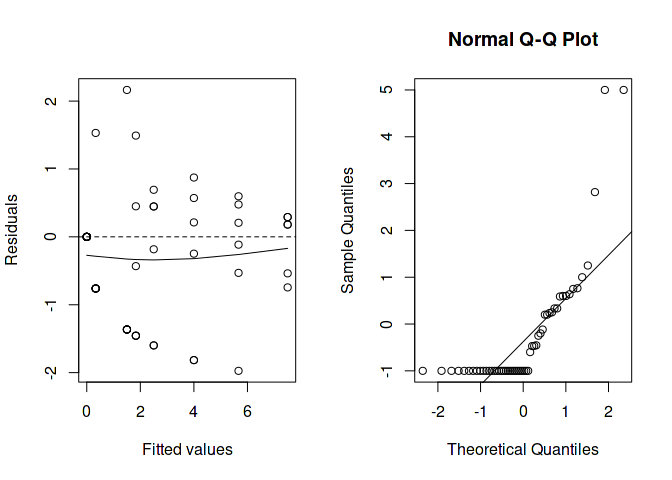 Residuals
2
1
0
-1
-2
0 2 4 6
Fitted values
Normal Q-Q Plot
Sample Quantiles
5
4
3
2
1
0
-1
-2 -1 0 1 2
Theoretical Quantiles